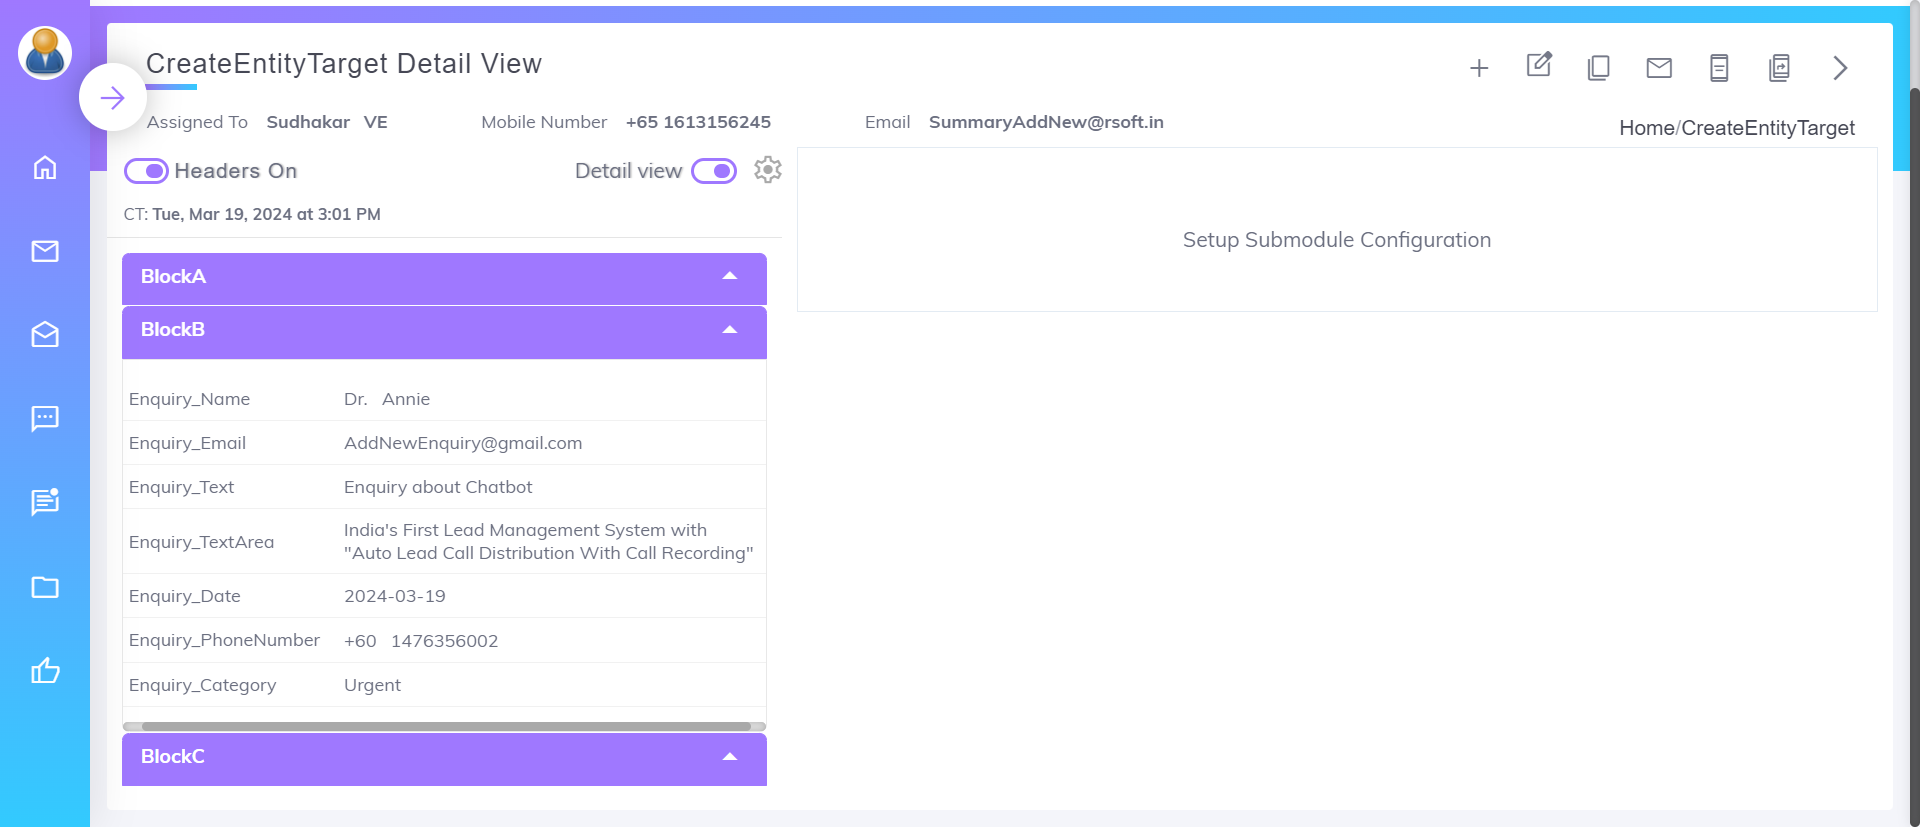 CreateEntityTarget Detail View
Assigned To Sudhakar VE Mobile Number +65 1613156245 Email SummaryAddNew@rsoft.in
Home/CreateEntityTarget
Headers On Detail view
CT: Tue, Mar 19, 2024 at 3:01 PM
Setup Submodule Configuration
BlockA
BlockB
Enquiry_Name Dr. Annie
Enquiry_Email AddNewEnquiry@gmail.com
Enquiry_Text Enquiry about Chatbot
Enquiry_TextArea India's First Lead Management System with
"Auto Lead Call Distribution With Call Recording"
Enquiry_Date 2024-03-19
Enquiry_PhoneNumber +60 1476356002
Enquiry_Category Urgent
BlockC